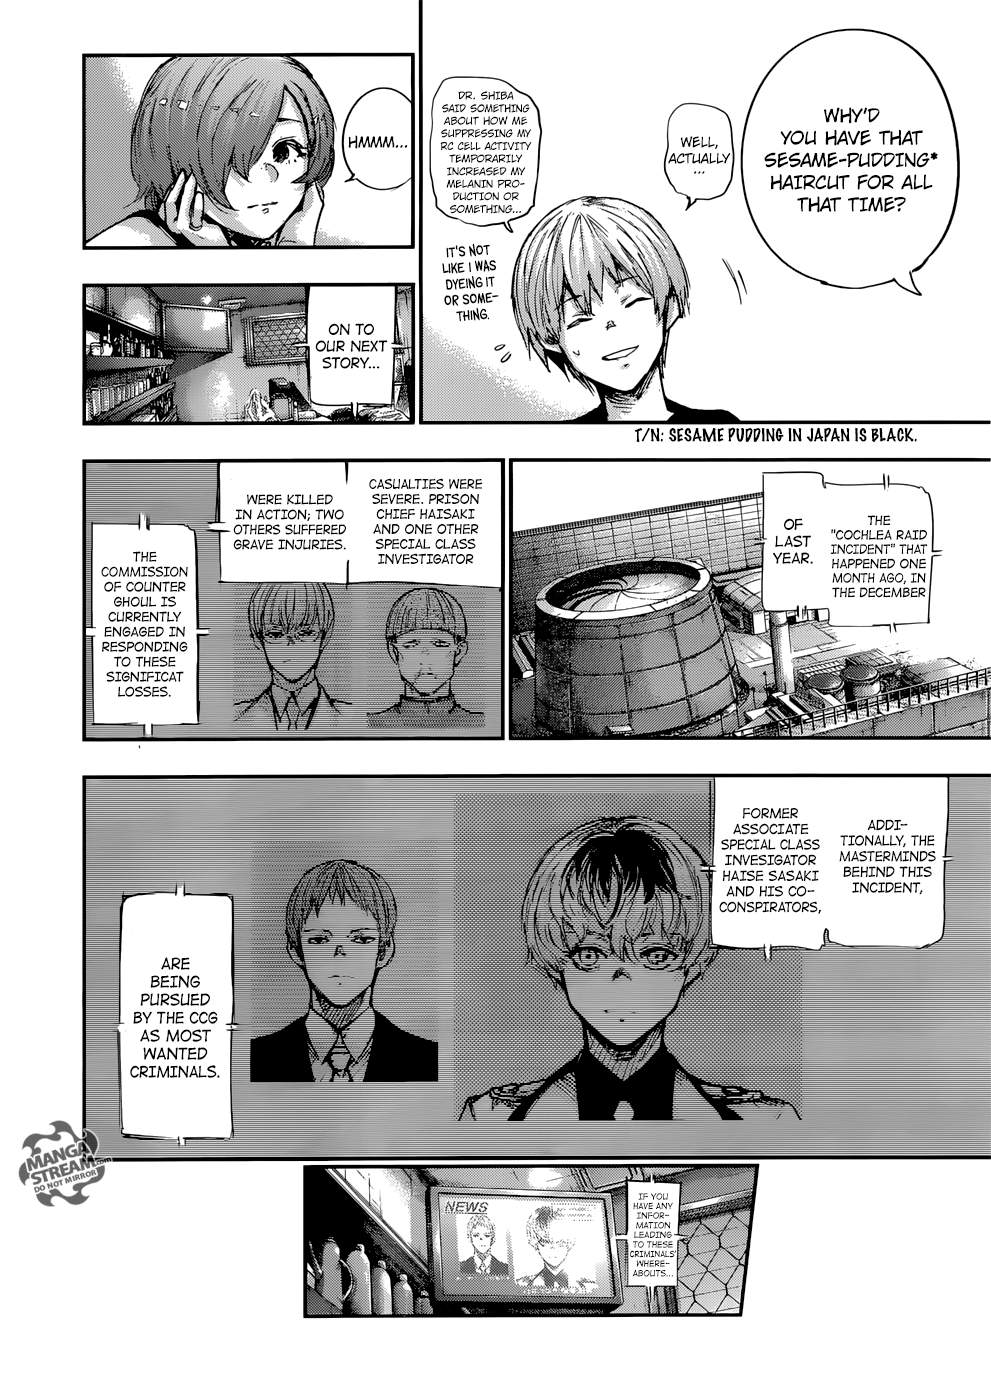 WHY'D
YOU HAVE THAT
SESAME-PUDDING*
HAIRCUT FOR ALL
THAT TIME?
WELL,
ACTUALLY
...
DR. SHIBA
SAID SOMETHING
ABOUT HOW ME
SUPPRESSING MY
RC CELL ACTIVITY
TEMPORARILY
INCREASED MY
MELANIN PRO-
DUCTION OR
SOMETHING...
IT'S NOT
LIKE I WAS
DYEING IT
OR SOME-
THING.
T/N: SESAME PUDDING IN JAPAN IS BLACK.
HMMM...
ON TO
OUR NEXT
STORY...
THE
"COCHLEA RAID
INCIDENT" THAT
HAPPENED ONE
MONTH AGO, IN
THE DECEMBER
OF
LAST
YEAR.
CASUALTIES WERE
SEVERE. PRISON
CHIEF HAISAKI
AND ONE OTHER
SPECIAL CLASS
INVESTIGATOR
WERE KILLED
IN ACTION; TWO
OTHERS SUFFERED
GRAVE INJURIES.
THE
COMMISSION
OF COUNTER
GHOUL IS
CURRENTLY
ENGAGED IN
RESPONDING
TO THESE
SIGNIFICAT
LOSSES.
ADDI-
TIONALLY, THE
MASTERMINDS
BEHIND THIS
INCIDENT,
FORMER
ASSOCIATE
SPECIAL CLASS
INVESIGATOR
HAISE SASAKI
AND HIS CO-
CONSPIRATORS,
ARE
BEING
PURSUED
BY THE CCG
AS MOST
WANTED
CRIMINALS.
MANGA
STREAM.com
DO NOT MIRROR
NEWS
IF YOU
HAVE ANY
INFOR-
MATION
LEADING
TO THESE
CRIMINALS'
WHERE-
ABOUTS...